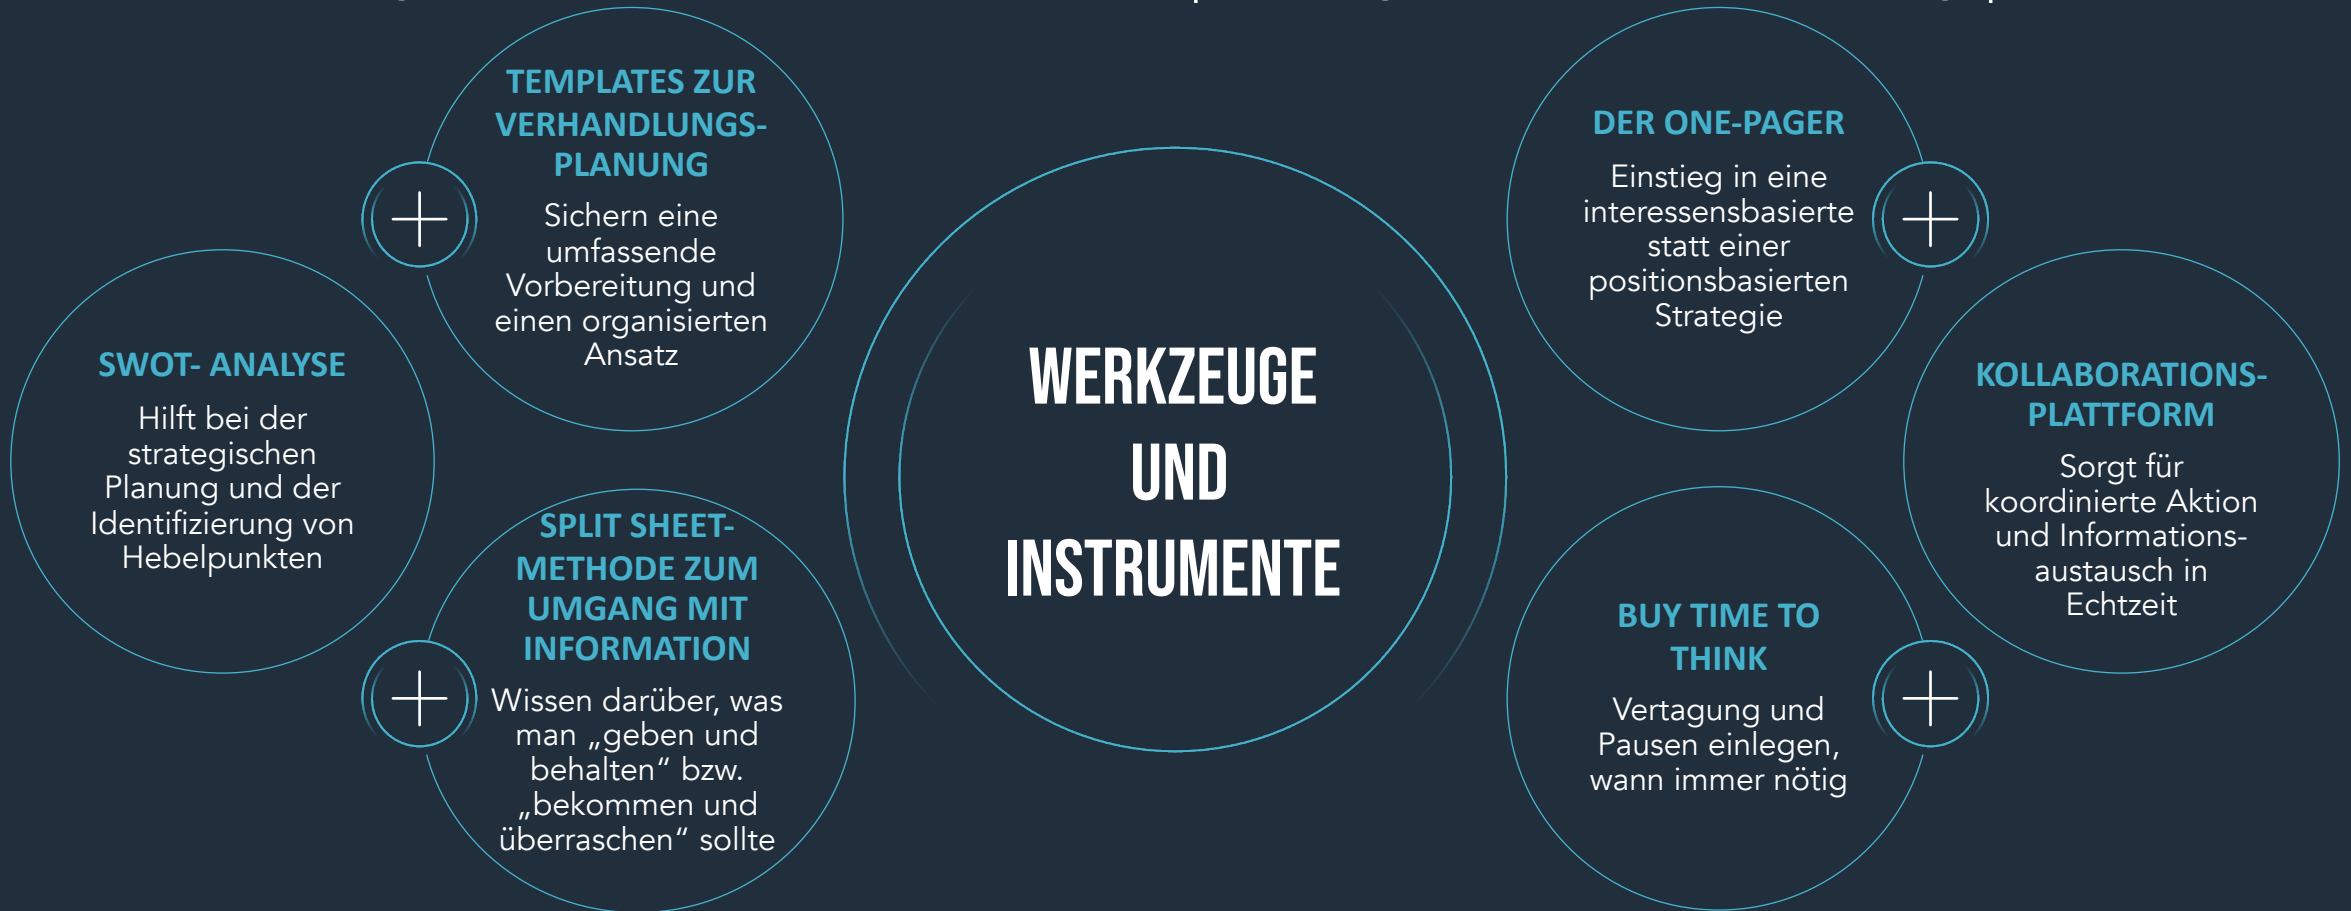 TEMPLATES ZUR
VERHANDLUNGS-
PLANUNG
Sichern eine
umfassende
Vorbereitung und
einen organisierten
Ansatz
SWOT- ANALYSE
Hilft bei der
strategischen
Planung und der
Identifizierung von
Hebelpunkten
SPLIT SHEET-
METHODE ZUM
UMGANG MIT
INFORMATION
Wissen darüber, was
man „geben und
behalten“ bzw.
„bekommen und
überraschen“ sollte
WERKZEUGE
UND
INSTRUMENTE
DER ONE-PAGER
Einstieg in eine
interessensbasierte
statt einer
positionsbasierten
Strategie
KOLLABORATIONS-
PLATTFORM
Sorgt für
koordinierte Aktion
und Informations-
austausch in
Echtzeit
BUY TIME TO
THINK
Vertagung und
Pausen einlegen,
wann immer nötig